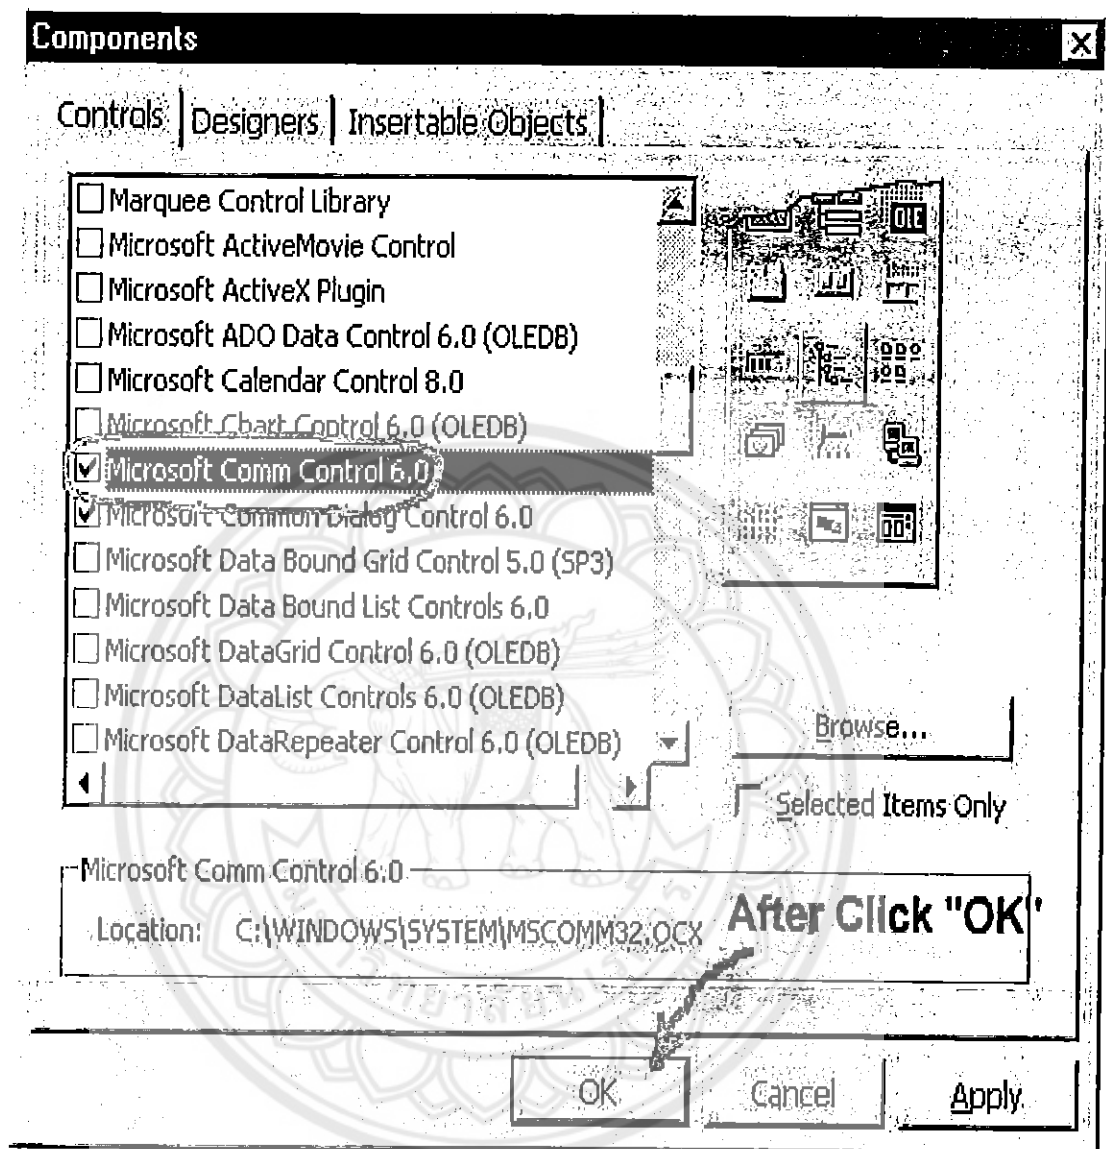 Components
Controls
Designers
Insertable Objects
Marquee Control Library
Microsoft ActiveMovie Control
Microsoft ActiveX Plugin
Microsoft ADO Data Control 6.0 (OLEDB)
Microsoft Calendar Control 8.0
Microsoft Chart Control 6.0 (OLEDB)
Microsoft Comm Control 6.0
Microsoft Common Dialog Control 6.0
Microsoft Data Bound Grid Control 5.0 (SP3)
Microsoft Data Bound List Controls 6.0
Microsoft DataGrid Control 6.0 (OLEDB)
Microsoft DataList Controls 6.0 (OLEDB)
Microsoft DataRepeater Control 6.0 (OLEDB)
OLE
Browse...
Selected Items Only
Microsoft Comm Control 6.0
Location: C:\WINDOWS\SYSTEM\MSCOMM32.OCX
After Click "OK"
OK
Cancel
Apply